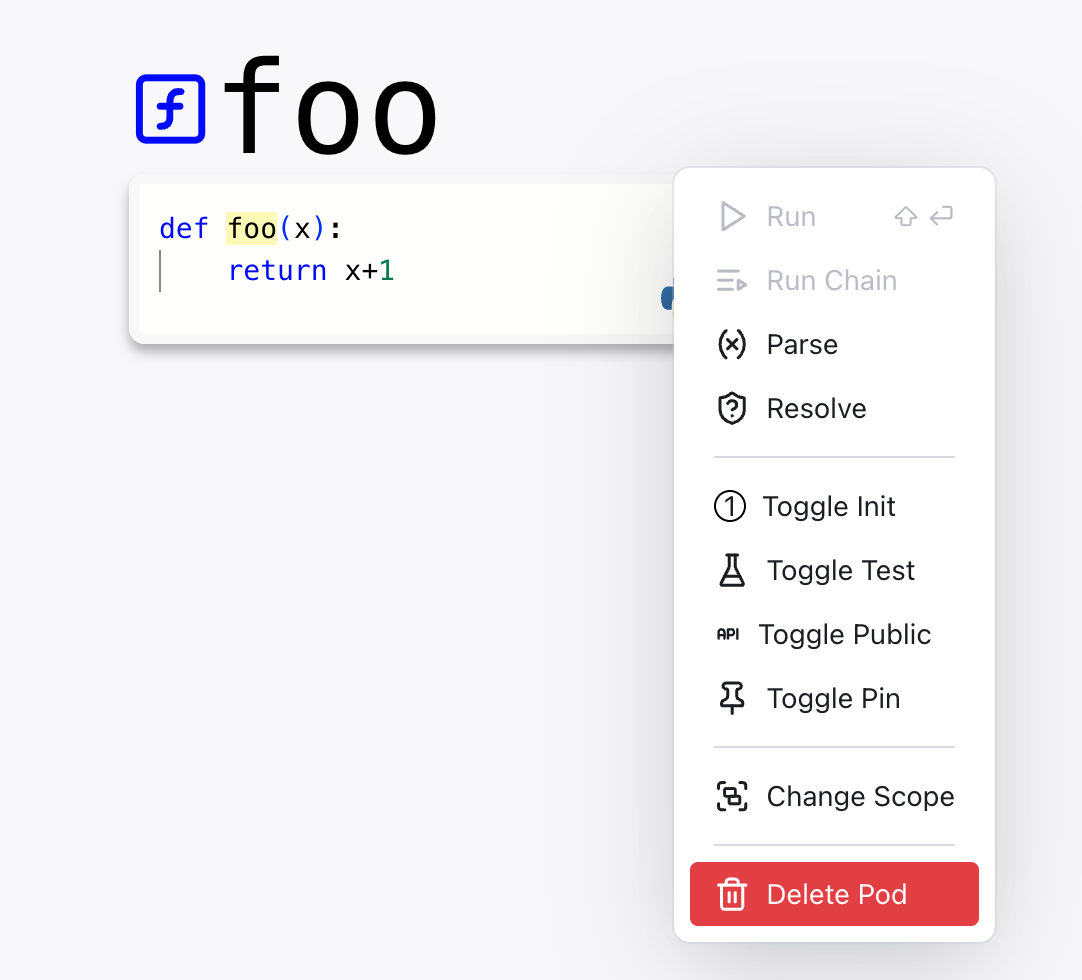 foo
def foo(x):
    return x+1
Run
Run Chain
Parse
Resolve
Toggle Init
Toggle Test
API Toggle Public
Toggle Pin
Change Scope
Delete Pod